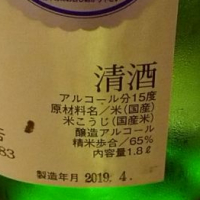 清酒
アルコール分15度
原材料名／米(国産)
米こうじ(国産米)
醸造アルコール
精米歩合／65%
内容量1.8ℓ
製造年月 2019. 4.
83